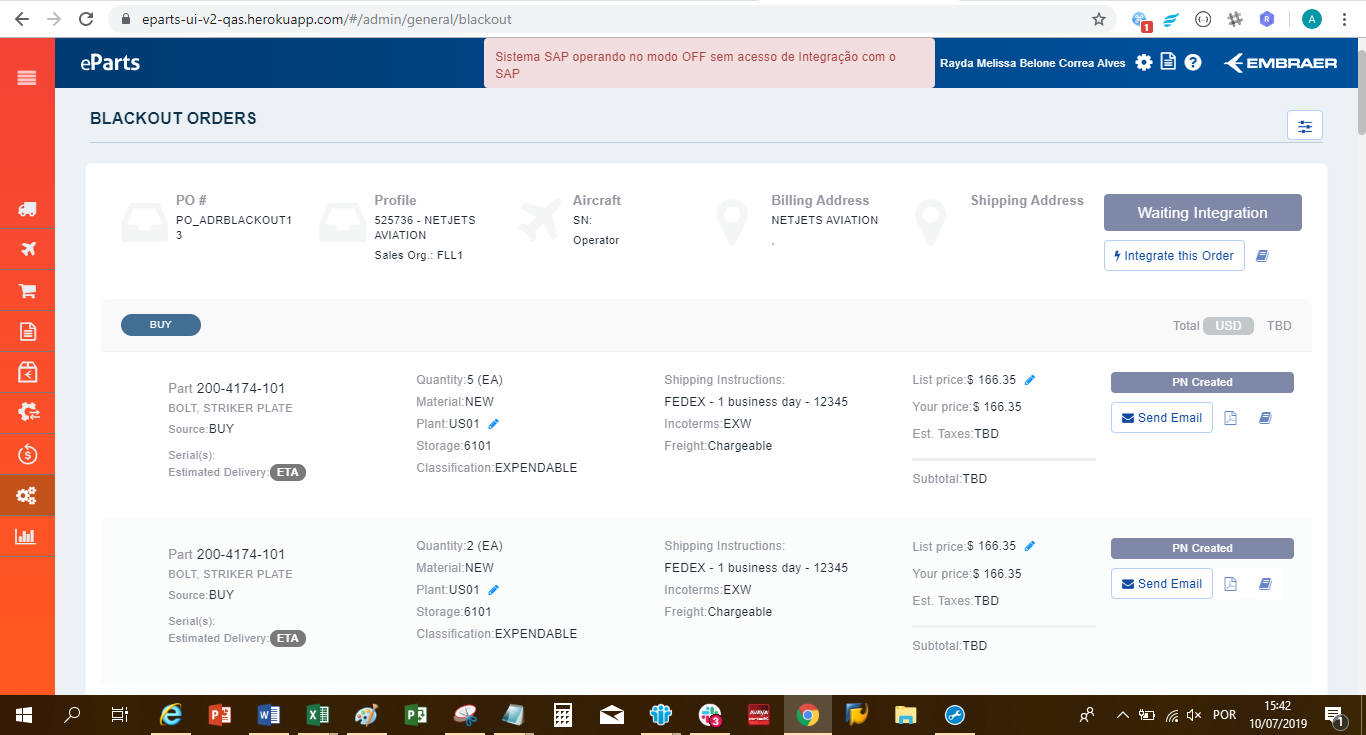 eparts-ui-v2-qas.herokuapp.com/#/admin/general/blackout
1
A
eParts
Sistema SAP operando no modo OFF sem acesso de Integração com o
SAP
Rayda Melissa Belone Correa Alves
EMBRAER
BLACKOUT ORDERS
PO #
PO_ADRBLACKOUT1
3
Profile
525736 - NETJETS
AVIATION
Sales Org.: FLL1
Aircraft
SN:
Operator
Billing Address
NETJETS AVIATION
,
Shipping Address
Waiting Integration
Integrate this Order
BUY
Total USD TBD
Part 200-4174-101
BOLT, STRIKER PLATE
Source:BUY
Serial(s):
Estimated Delivery: ETA
Quantity:5 (EA)
Material:NEW
Plant:US01
Storage:6101
Classification:EXPENDABLE
Shipping Instructions:
FEDEX - 1 business day - 12345
Incoterms:EXW
Freight:Chargeable
List price:$ 166.35
Your price:$ 166.35
Est. Taxes:TBD
Subtotal:TBD
PN Created
Send Email
Part 200-4174-101
BOLT, STRIKER PLATE
Source:BUY
Serial(s):
Estimated Delivery: ETA
Quantity:2 (EA)
Material:NEW
Plant:US01
Storage:6101
Classification:EXPENDABLE
Shipping Instructions:
FEDEX - 1 business day - 12345
Incoterms:EXW
Freight:Chargeable
List price:$ 166.35
Your price:$ 166.35
Est. Taxes:TBD
Subtotal:TBD
PN Created
Send Email
3
AVAYA
POR
15:42
10/07/2019
1